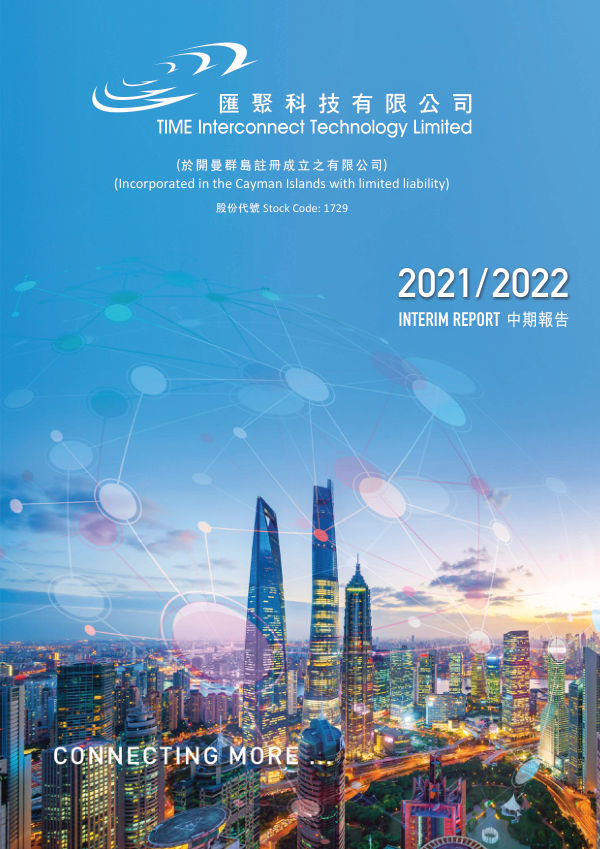 匯聚科技有限公司
TIME Interconnect Technology Limited
(於開曼群島註冊成立之有限公司)
(Incorporated in the Cayman Islands with limited liability)
股份代號 Stock Code: 1729
2021/2022
INTERIM REPORT 中期報告
CONNECTING MORE ...